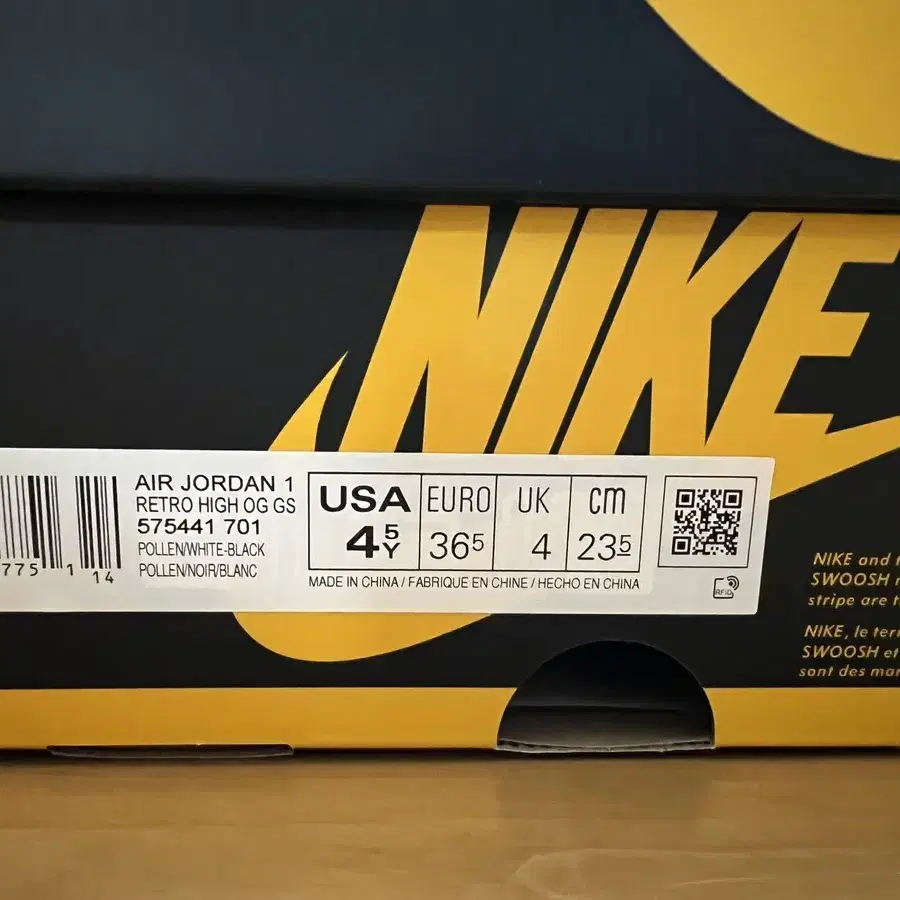 NIKE
AIR JORDAN 1
RETRO HIGH OG GS
575441 701
POLLEN/WHITE-BLACK
POLLEN/NOIR/BLANC
775 1 14
USA EURO UK cm
4 5Y 36 5 4 23 5
MADE IN CHINA / FABRIQUE EN CHINE / HECHO EN CHINA
RFID
NIKE and
SWOOSH
stripe are
NIKE, le
SWOOSH et
sont des